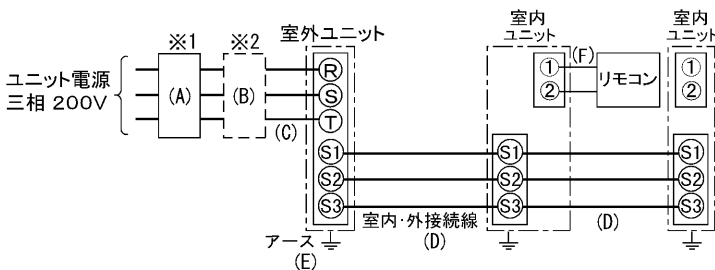 ※1
※2
室外ユニット
室内
ユニット
室内
ユニット
ユニット電源
三相 200V
(A)
(B)
(C)
R
S
T
①
②
(F)
リモコン
①
②
S1
S2
S3
S1
S2
S3
S1
S2
S3
アース
(E)
室内・外接続線
(D)
(D)